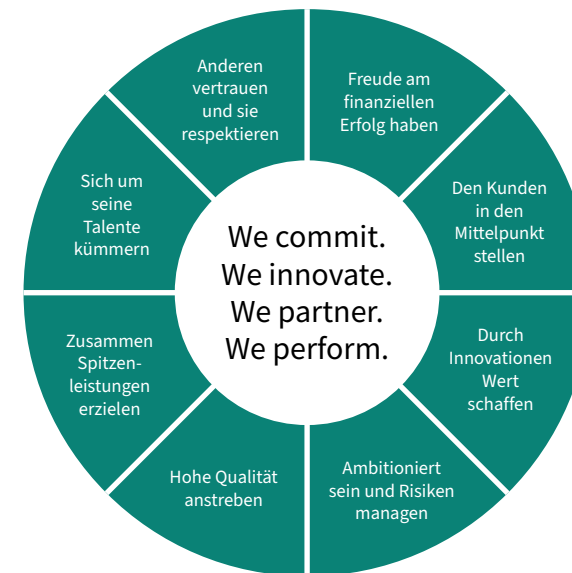 Anderen
vertrauen
und sie
respektieren
Freude am
finanziellen
Erfolg haben
Den Kunden
in den
Mittelpunkt
stellen
Durch
Innovationen
Wert
schaffen
Ambitioniert
sein und Risiken
managen
Hohe Qualität
anstreben
Zusammen
Spitzen-
leistungen
erzielen
Sich um
seine
Talente
kümmern
We commit.
We innovate.
We partner.
We perform.